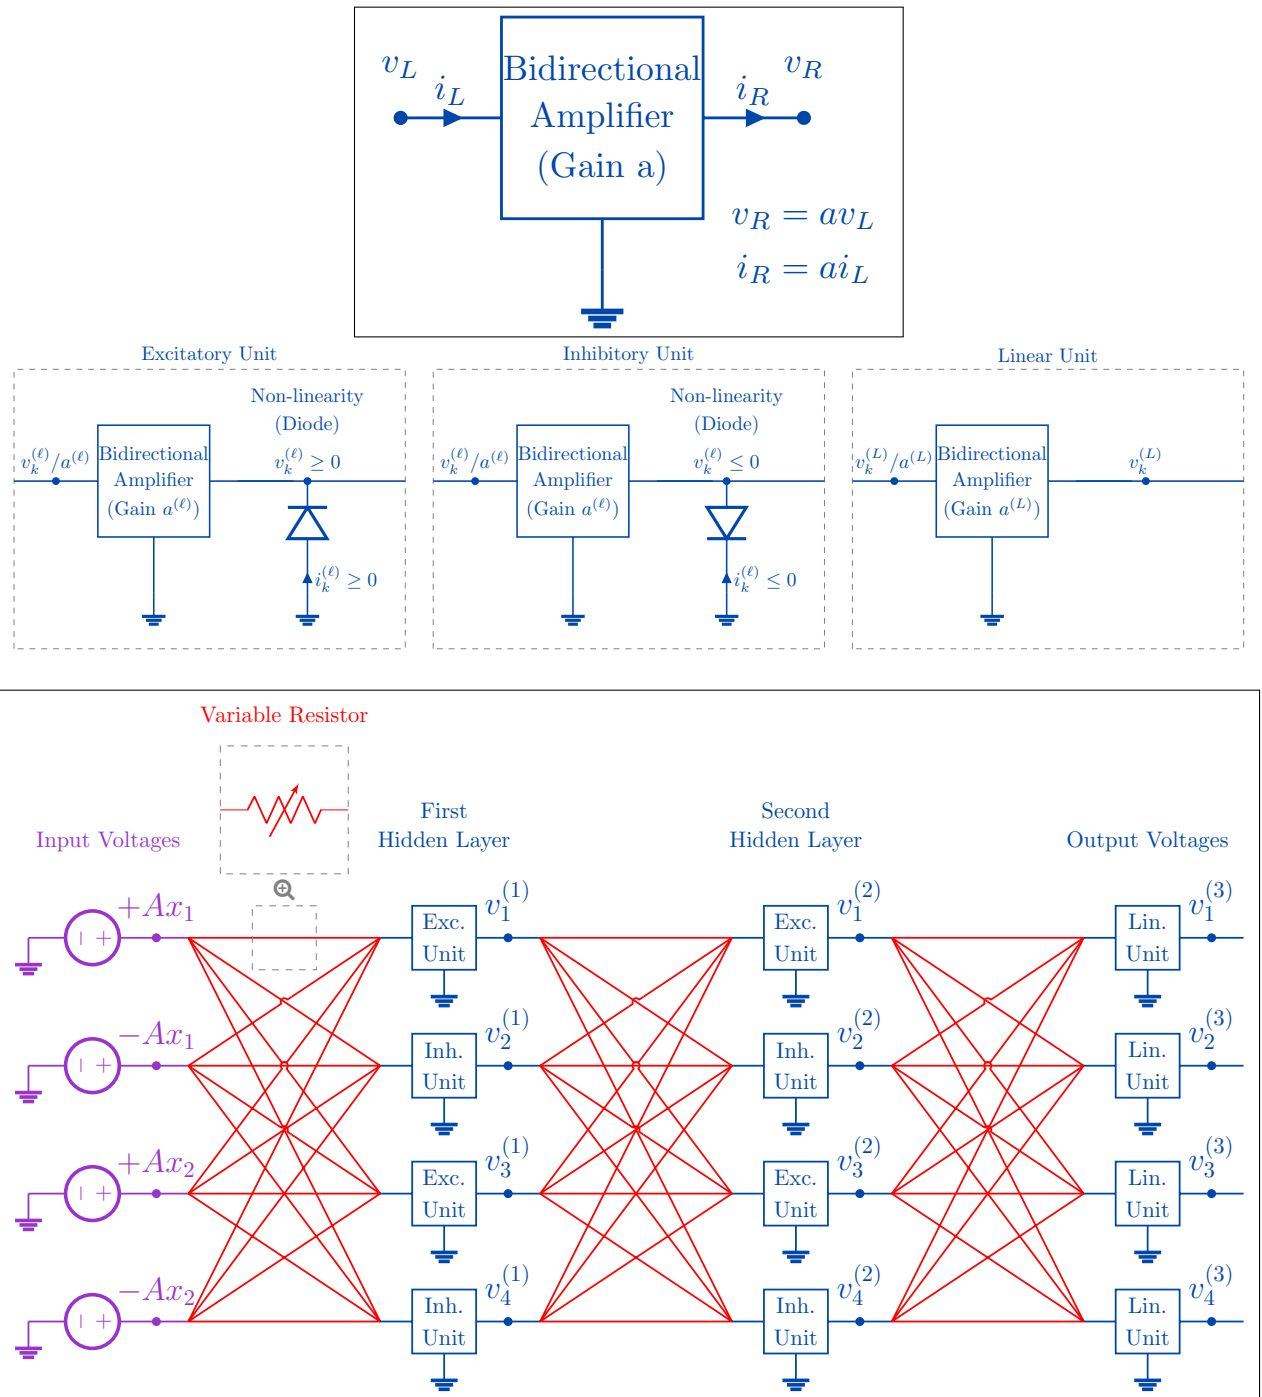 v_L
i_L
Bidirectional
Amplifier
(Gain a)
i_R
v_R
v_R = av_L
i_R = ai_L
Excitatory Unit
Non-linearity
(Diode)
v_k^{(ℓ)}/a^{(ℓ)}
Bidirectional
Amplifier
(Gain a^{(ℓ)})
v_k^{(ℓ)} ≥ 0
i_k^{(ℓ)} ≥ 0
Inhibitory Unit
Non-linearity
(Diode)
v_k^{(ℓ)}/a^{(ℓ)}
Bidirectional
Amplifier
(Gain a^{(ℓ)})
v_k^{(ℓ)} ≤ 0
i_k^{(ℓ)} ≤ 0
Linear Unit
v_k^{(L)}/a^{(L)}
Bidirectional
Amplifier
(Gain a^{(L)})
v_k^{(L)}
Variable Resistor
Input Voltages
First
Hidden Layer
Second
Hidden Layer
Output Voltages
+Ax_1
Exc.
Unit
v_1^{(1)}
Exc.
Unit
v_1^{(2)}
Lin.
Unit
v_1^{(3)}
−Ax_1
Inh.
Unit
v_2^{(1)}
Inh.
Unit
v_2^{(2)}
Lin.
Unit
v_2^{(3)}
+Ax_2
Exc.
Unit
v_3^{(1)}
Exc.
Unit
v_3^{(2)}
Lin.
Unit
v_3^{(3)}
−Ax_2
Inh.
Unit
v_4^{(1)}
Inh.
Unit
v_4^{(2)}
Lin.
Unit
v_4^{(3)}